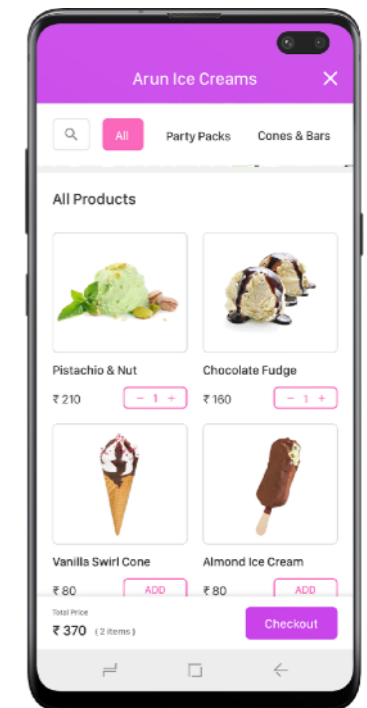 Arun Ice Creams
All Party Packs Cones & Bars
All Products
Pistachio & Nut Chocolate Fudge
₹ 210 − 1 + ₹ 160 − 1 +
Vanilla Swirl Cone Almond Ice Cream
₹ 80 ADD ₹ 80 ADD
Total Price
₹ 370 ( 2 items ) Checkout